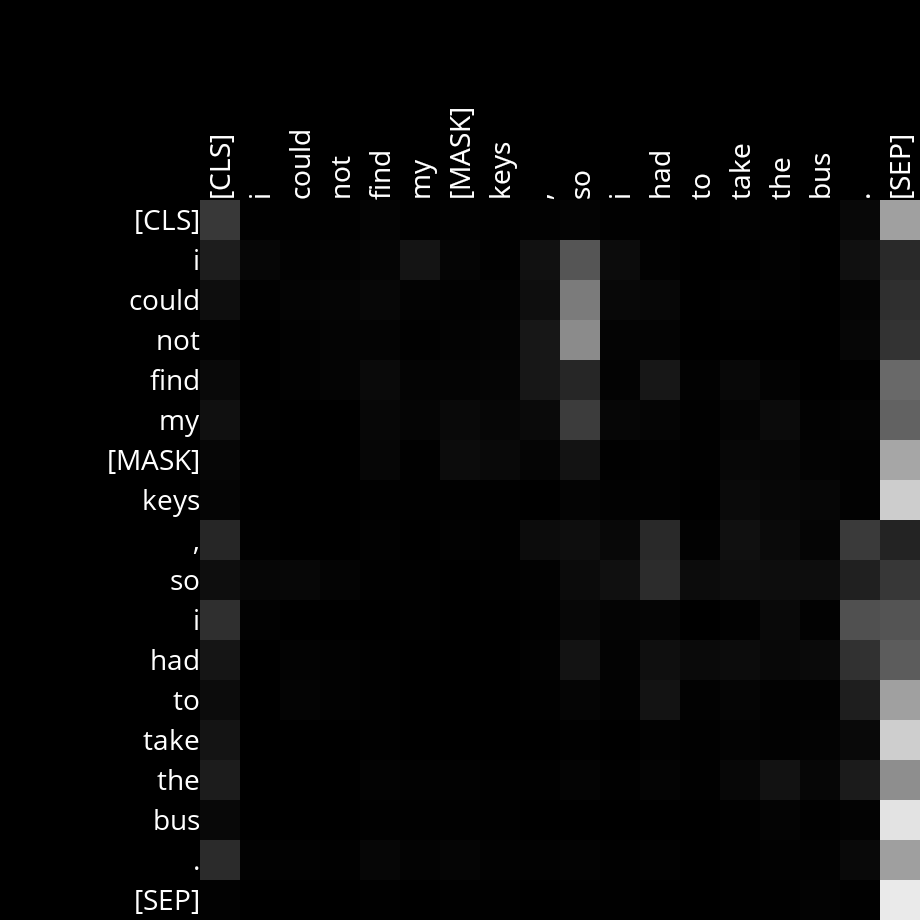 [CLS] i could not find my [MASK] keys , so i had to take the bus . [SEP]
[CLS]
i
could
not
find
my
[MASK]
keys
,
so
i
had
to
take
the
bus
.
[SEP]